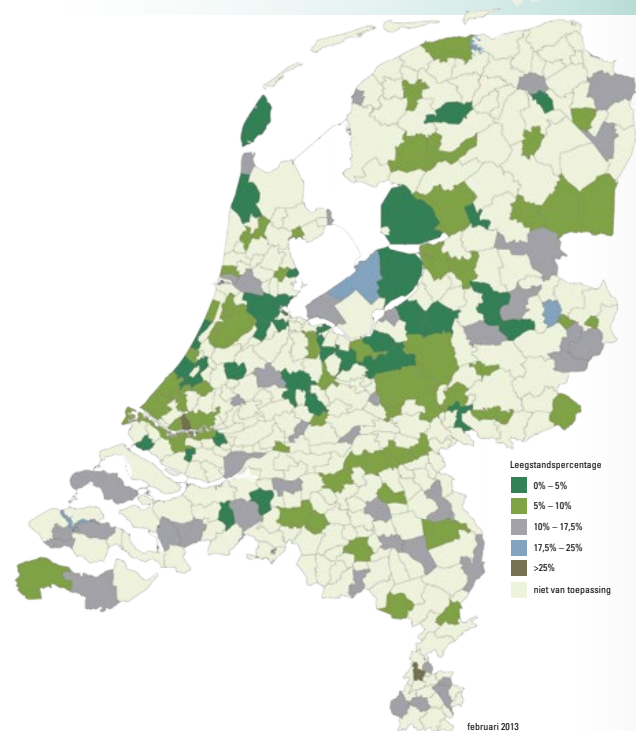 Leegstandspercentage
0% – 5%
5% – 10%
10% – 17,5%
17,5% – 25%
>25%
niet van toepassing
februari 2013